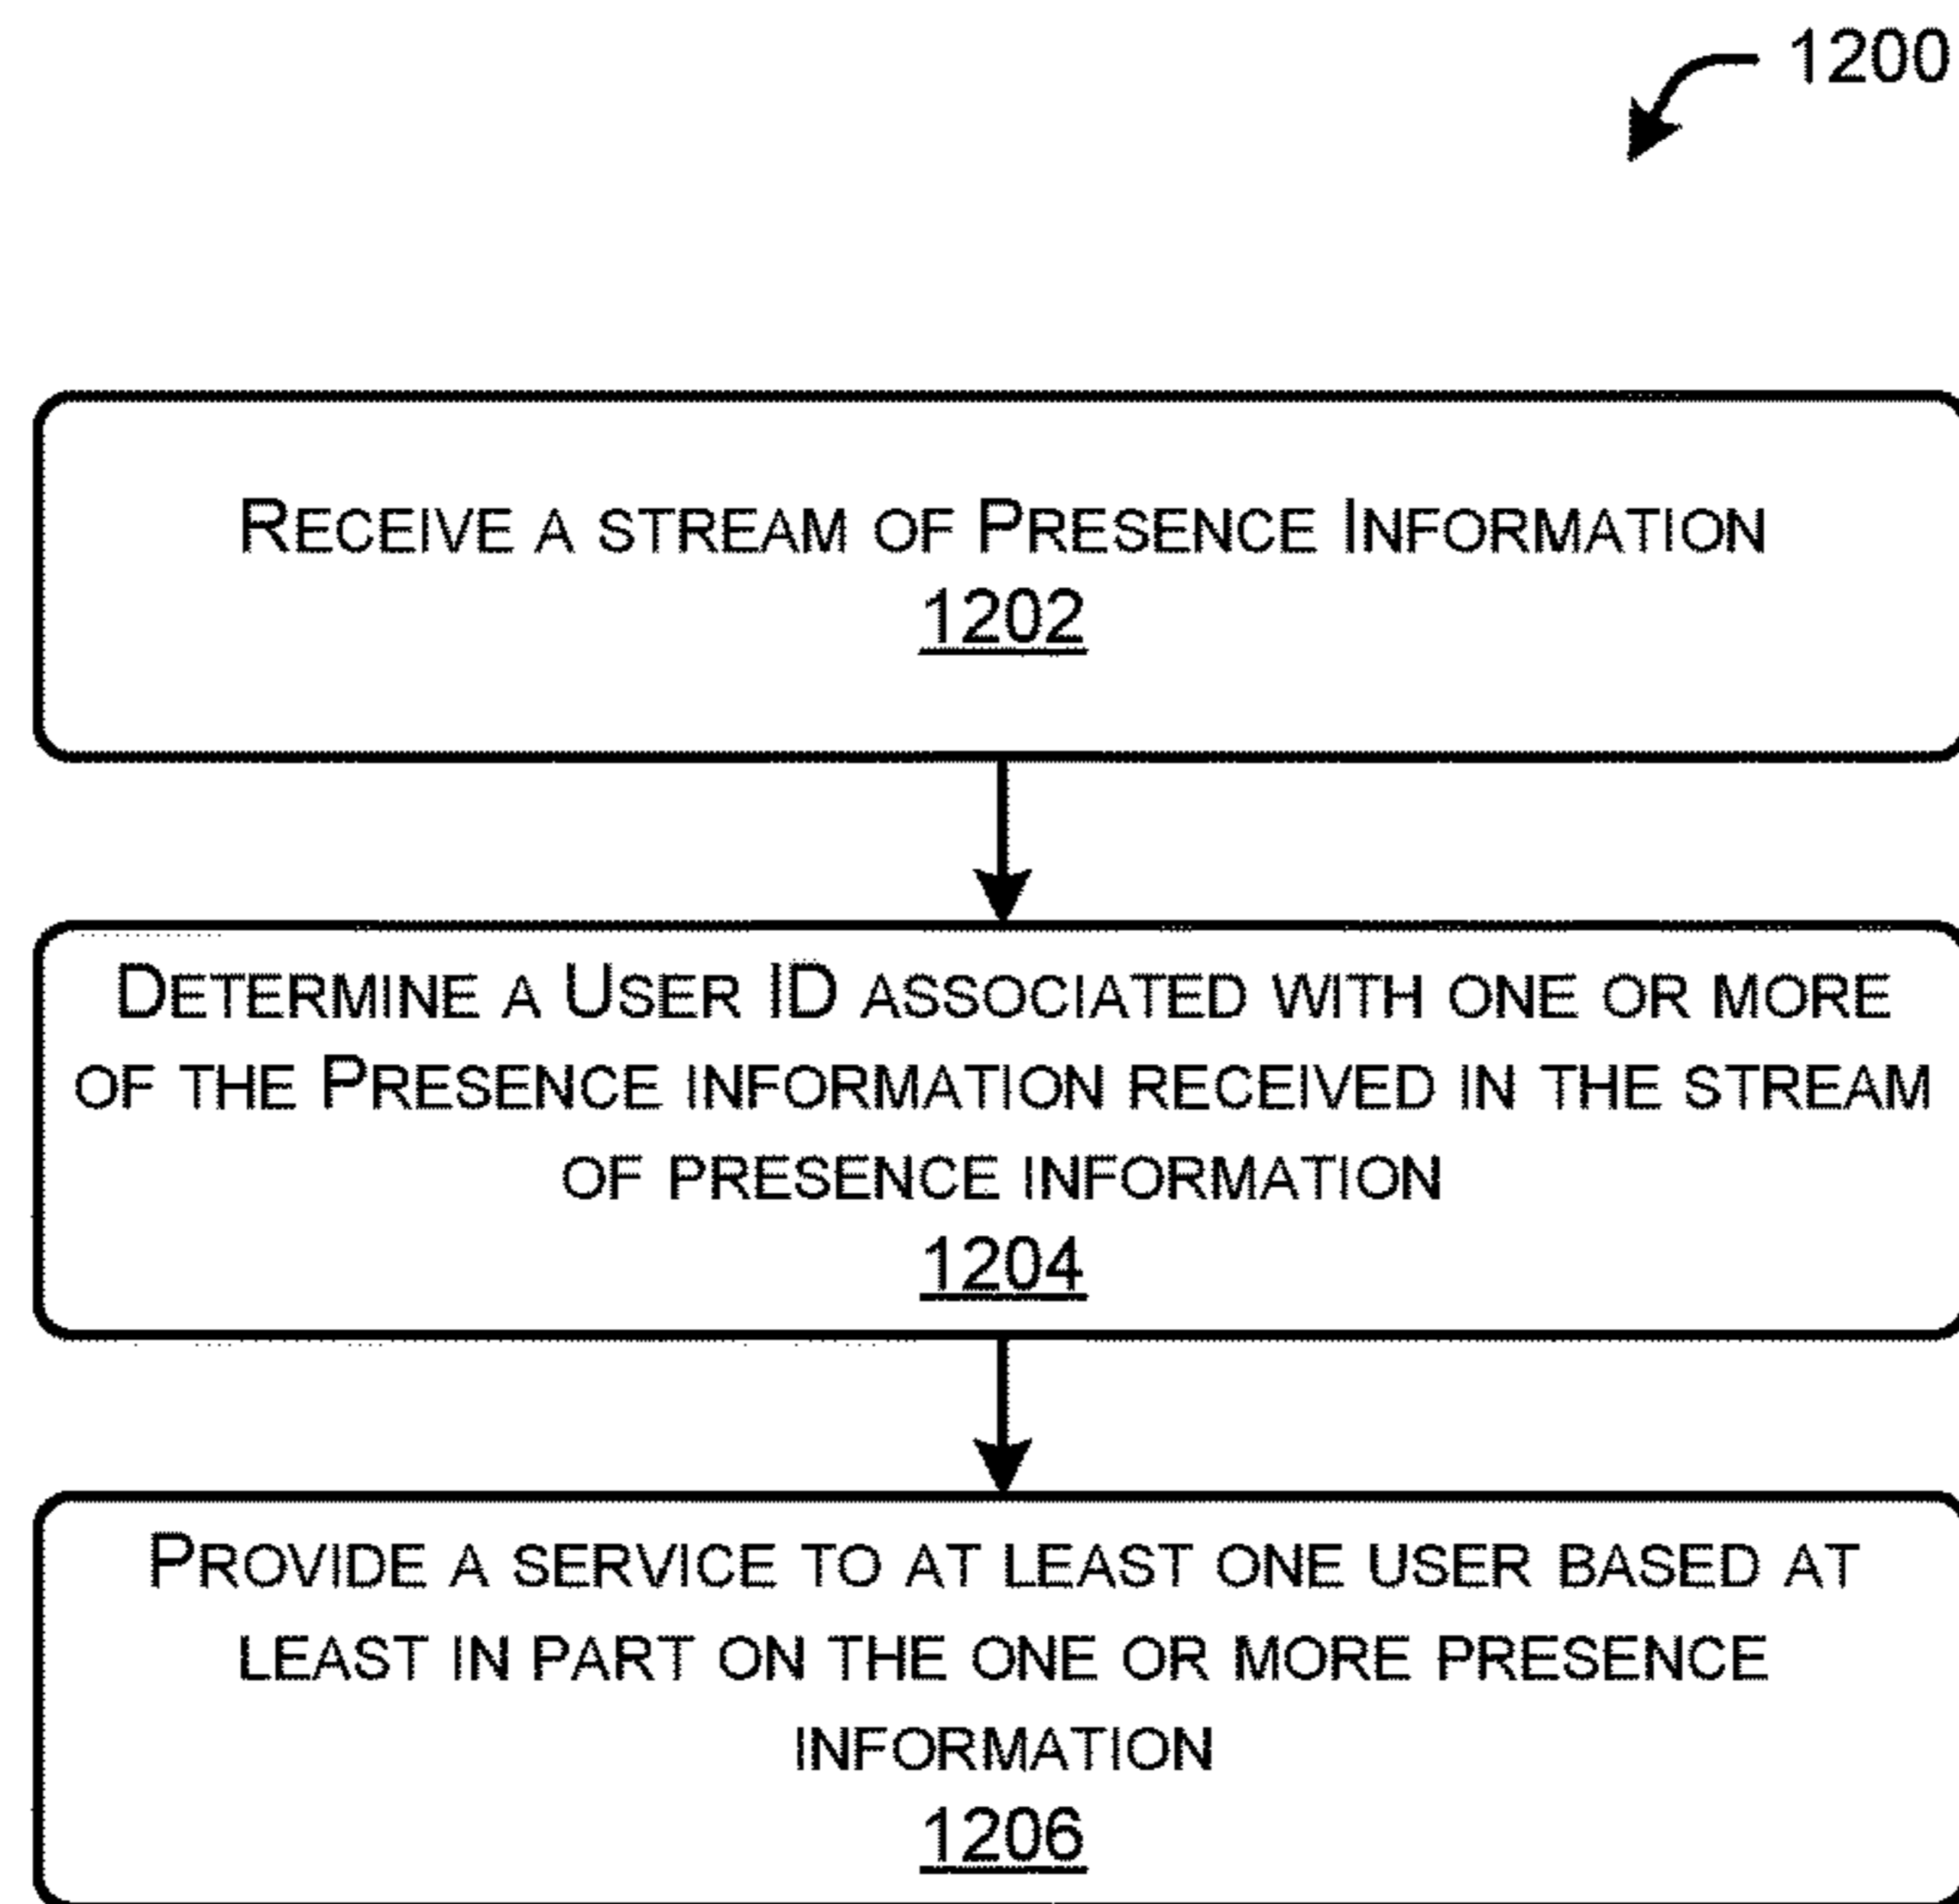 1200
RECEIVE A STREAM OF PRESENCE INFORMATION
1202
DETERMINE A USER ID ASSOCIATED WITH ONE OR MORE
OF THE PRESENCE INFORMATION RECEIVED IN THE STREAM
OF PRESENCE INFORMATION
1204
PROVIDE A SERVICE TO AT LEAST ONE USER BASED AT
LEAST IN PART ON THE ONE OR MORE PRESENCE
INFORMATION
1206